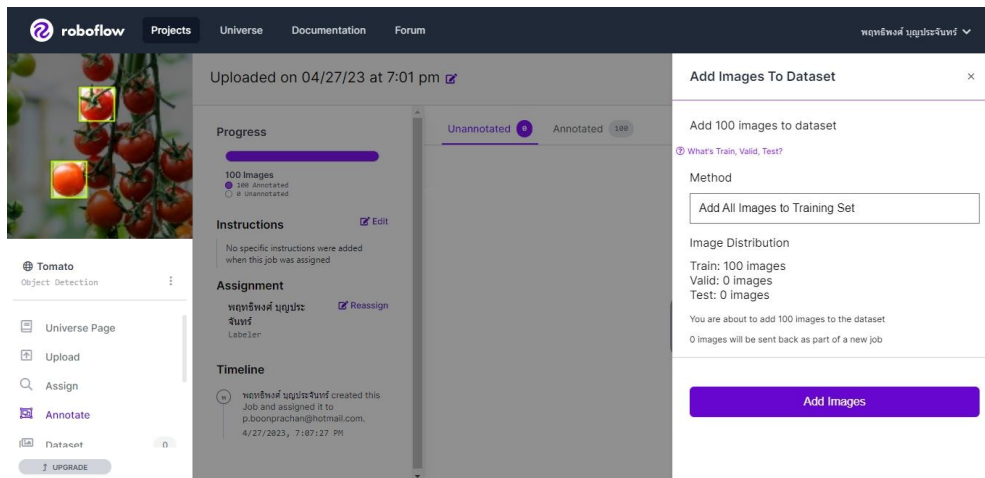 roboflow
Projects
Universe
Documentation
Forum
พฤทธิพงศ์ บุญประจันทร์
Uploaded on 04/27/23 at 7:01 pm
Progress
100 Images
100 Annotated
0 Unannotated
Instructions
Edit
No specific instructions were added
when this job was assigned
Assignment
พฤทธิพงศ์ บุญประ
จันทร์
Reassign
Labeler
Timeline
พฤทธิพงศ์ บุญประจันทร์ created this
Job and assigned it to
p.boonprachan@hotmail.com.
4/27/2023, 7:07:27 PM
Unannotated 0
Annotated 100
Tomato
Object Detection
Universe Page
Upload
Assign
Annotate
Dataset 0
UPGRADE
Add Images To Dataset ×
Add 100 images to dataset
What's Train, Valid, Test?
Method
Add All Images to Training Set
Image Distribution
Train: 100 images
Valid: 0 images
Test: 0 images
You are about to add 100 images to the dataset
0 images will be sent back as part of a new job
Add Images